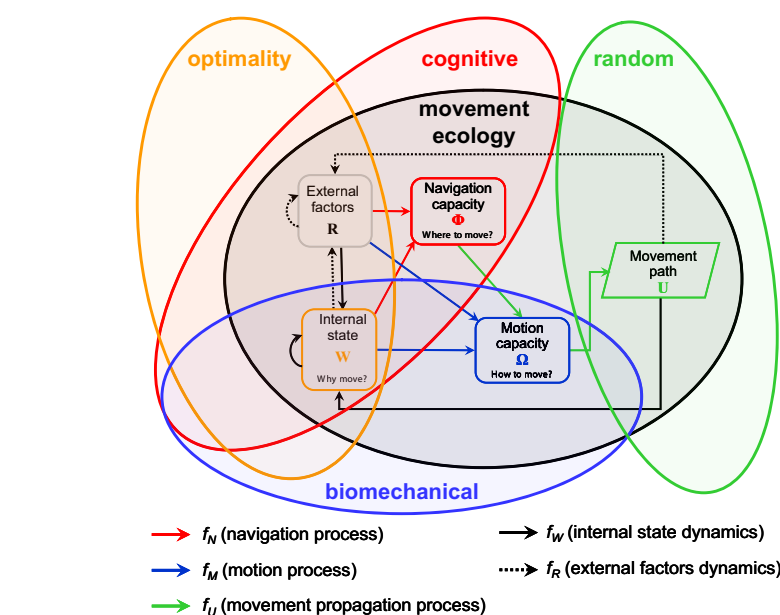 optimality
cognitive
random
movement
ecology
External
factors
R
Navigation
capacity
Φ
Where to move?
Movement
path
U
Internal
state
W
Why move?
Motion
capacity
Ω
How to move?
biomechanical
f_N (navigation process)
f_W (internal state dynamics)
f_M (motion process)
f_R (external factors dynamics)
f_U (movement propagation process)